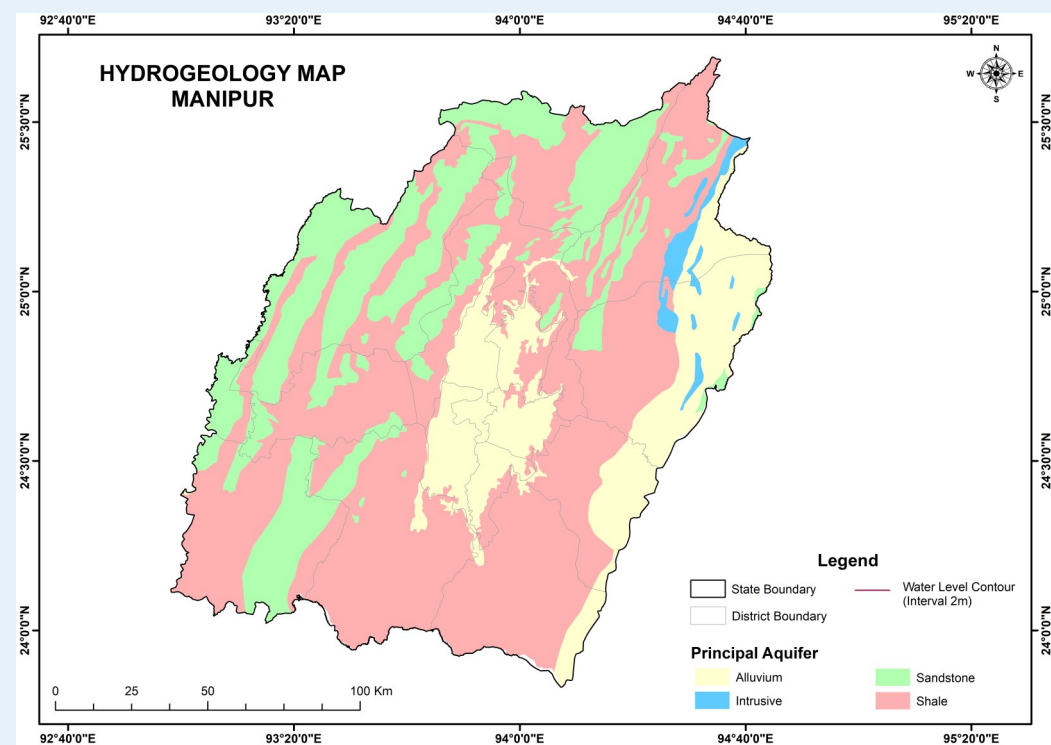 92°40'0"E 93°20'0"E 94°0'0"E 94°40'0"E 95°20'0"E
HYDROGEOLOGY MAP
MANIPUR
N
W E
S
25°30'0"N 25°30'0"N
25°0'0"N 25°0'0"N
24°30'0"N 24°30'0"N
24°0'0"N 24°0'0"N
Legend
State Boundary
District Boundary
Water Level Contour
(Interval 2m)
Principal Aquifer
Alluvium
Intrusive
Sandstone
Shale
0 25 50 100 Km
92°40'0"E 93°20'0"E 94°0'0"E 94°40'0"E 95°20'0"E